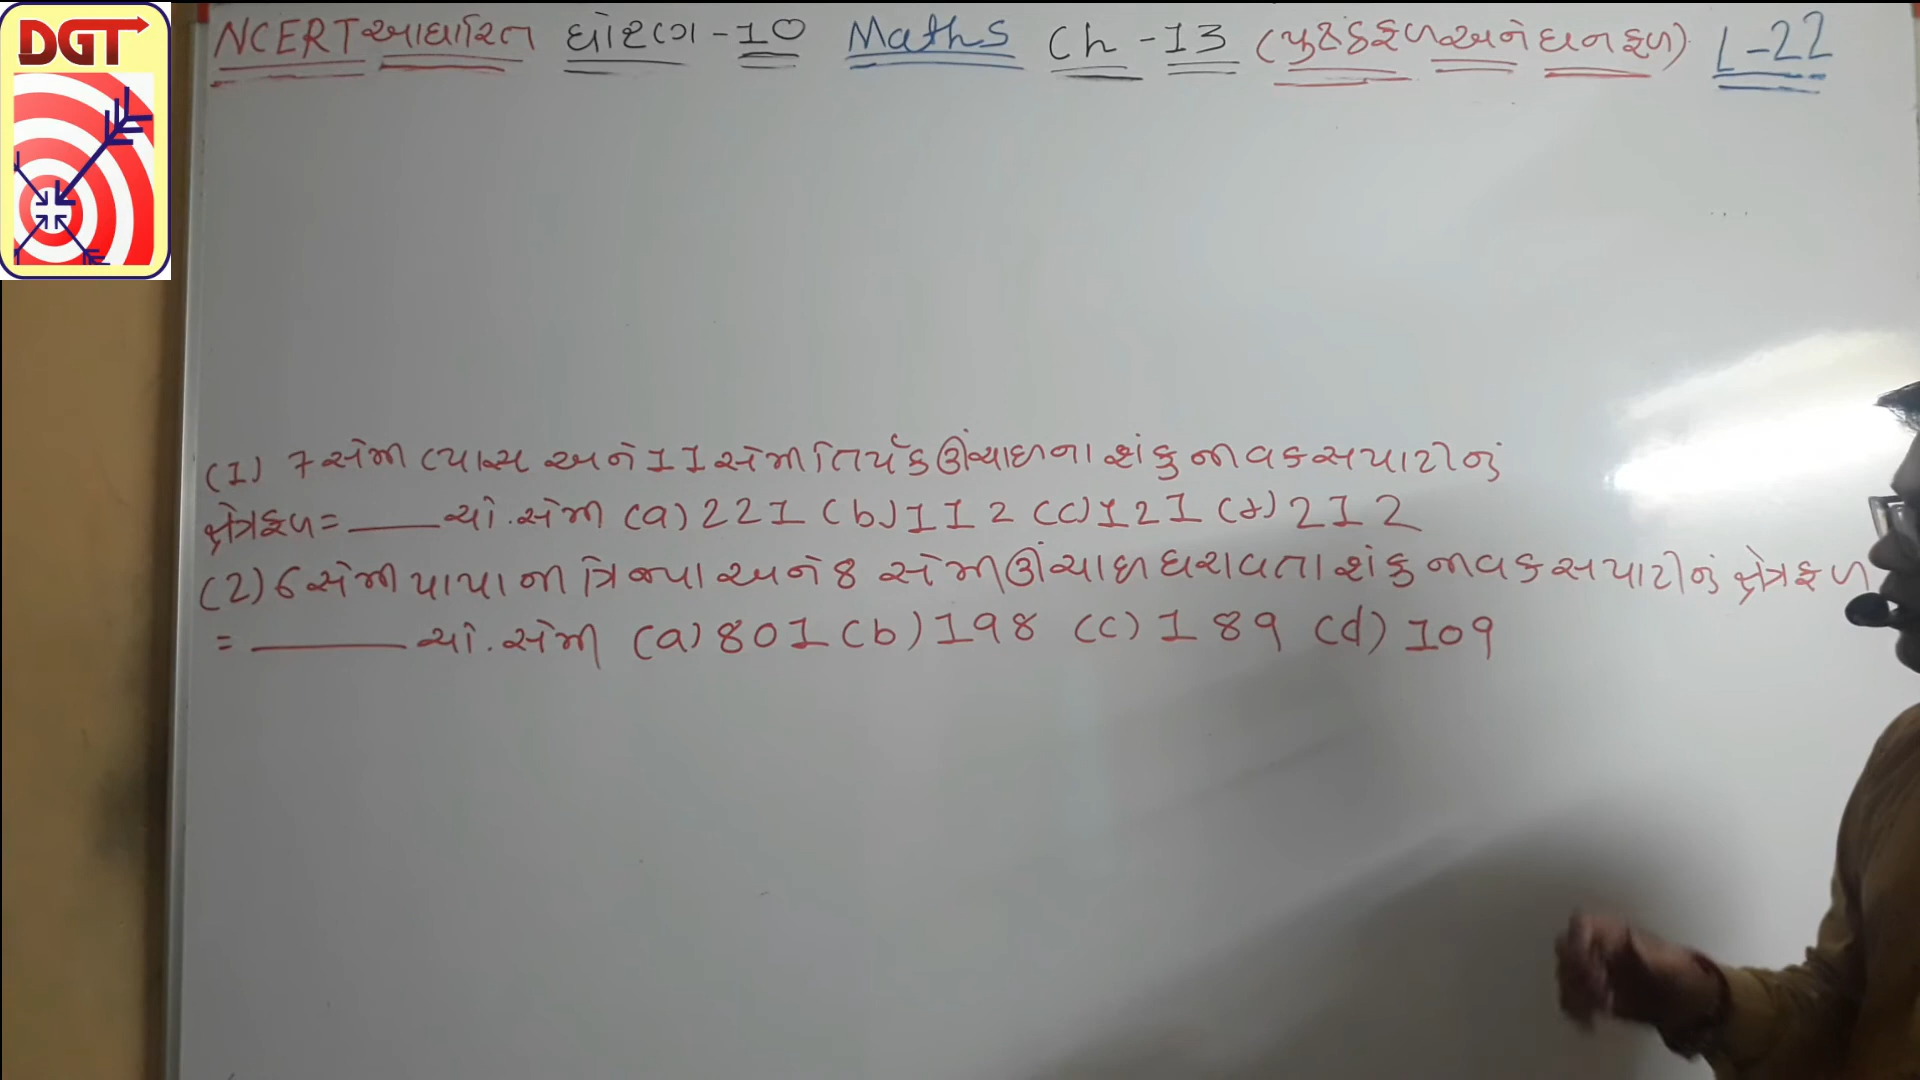 DGT
NCERT આધારિત ધોરણ -10 Maths Ch -13 (પૃષ્ઠફળ અને ઘનફળ) L-22
(1) 7 સેમી વ્યાસ અને 11 સેમી તિર્યક ઊંચાઇના શંકુની વક્રસપાટીનું
ક્ષેત્રફળ = ____ ચો.સેમી (a) 221 (b) 112 (c) 121 (d) 212
(2) 6 સેમી પાયાની ત્રિજ્યા અને 8 સેમી ઊંચાઇ ધરાવતા શંકુની વક્રસપાટીનું ક્ષેત્રફળ
= ______ ચો.સેમી (a) 801 (b) 198 (c) 189 (d) 109